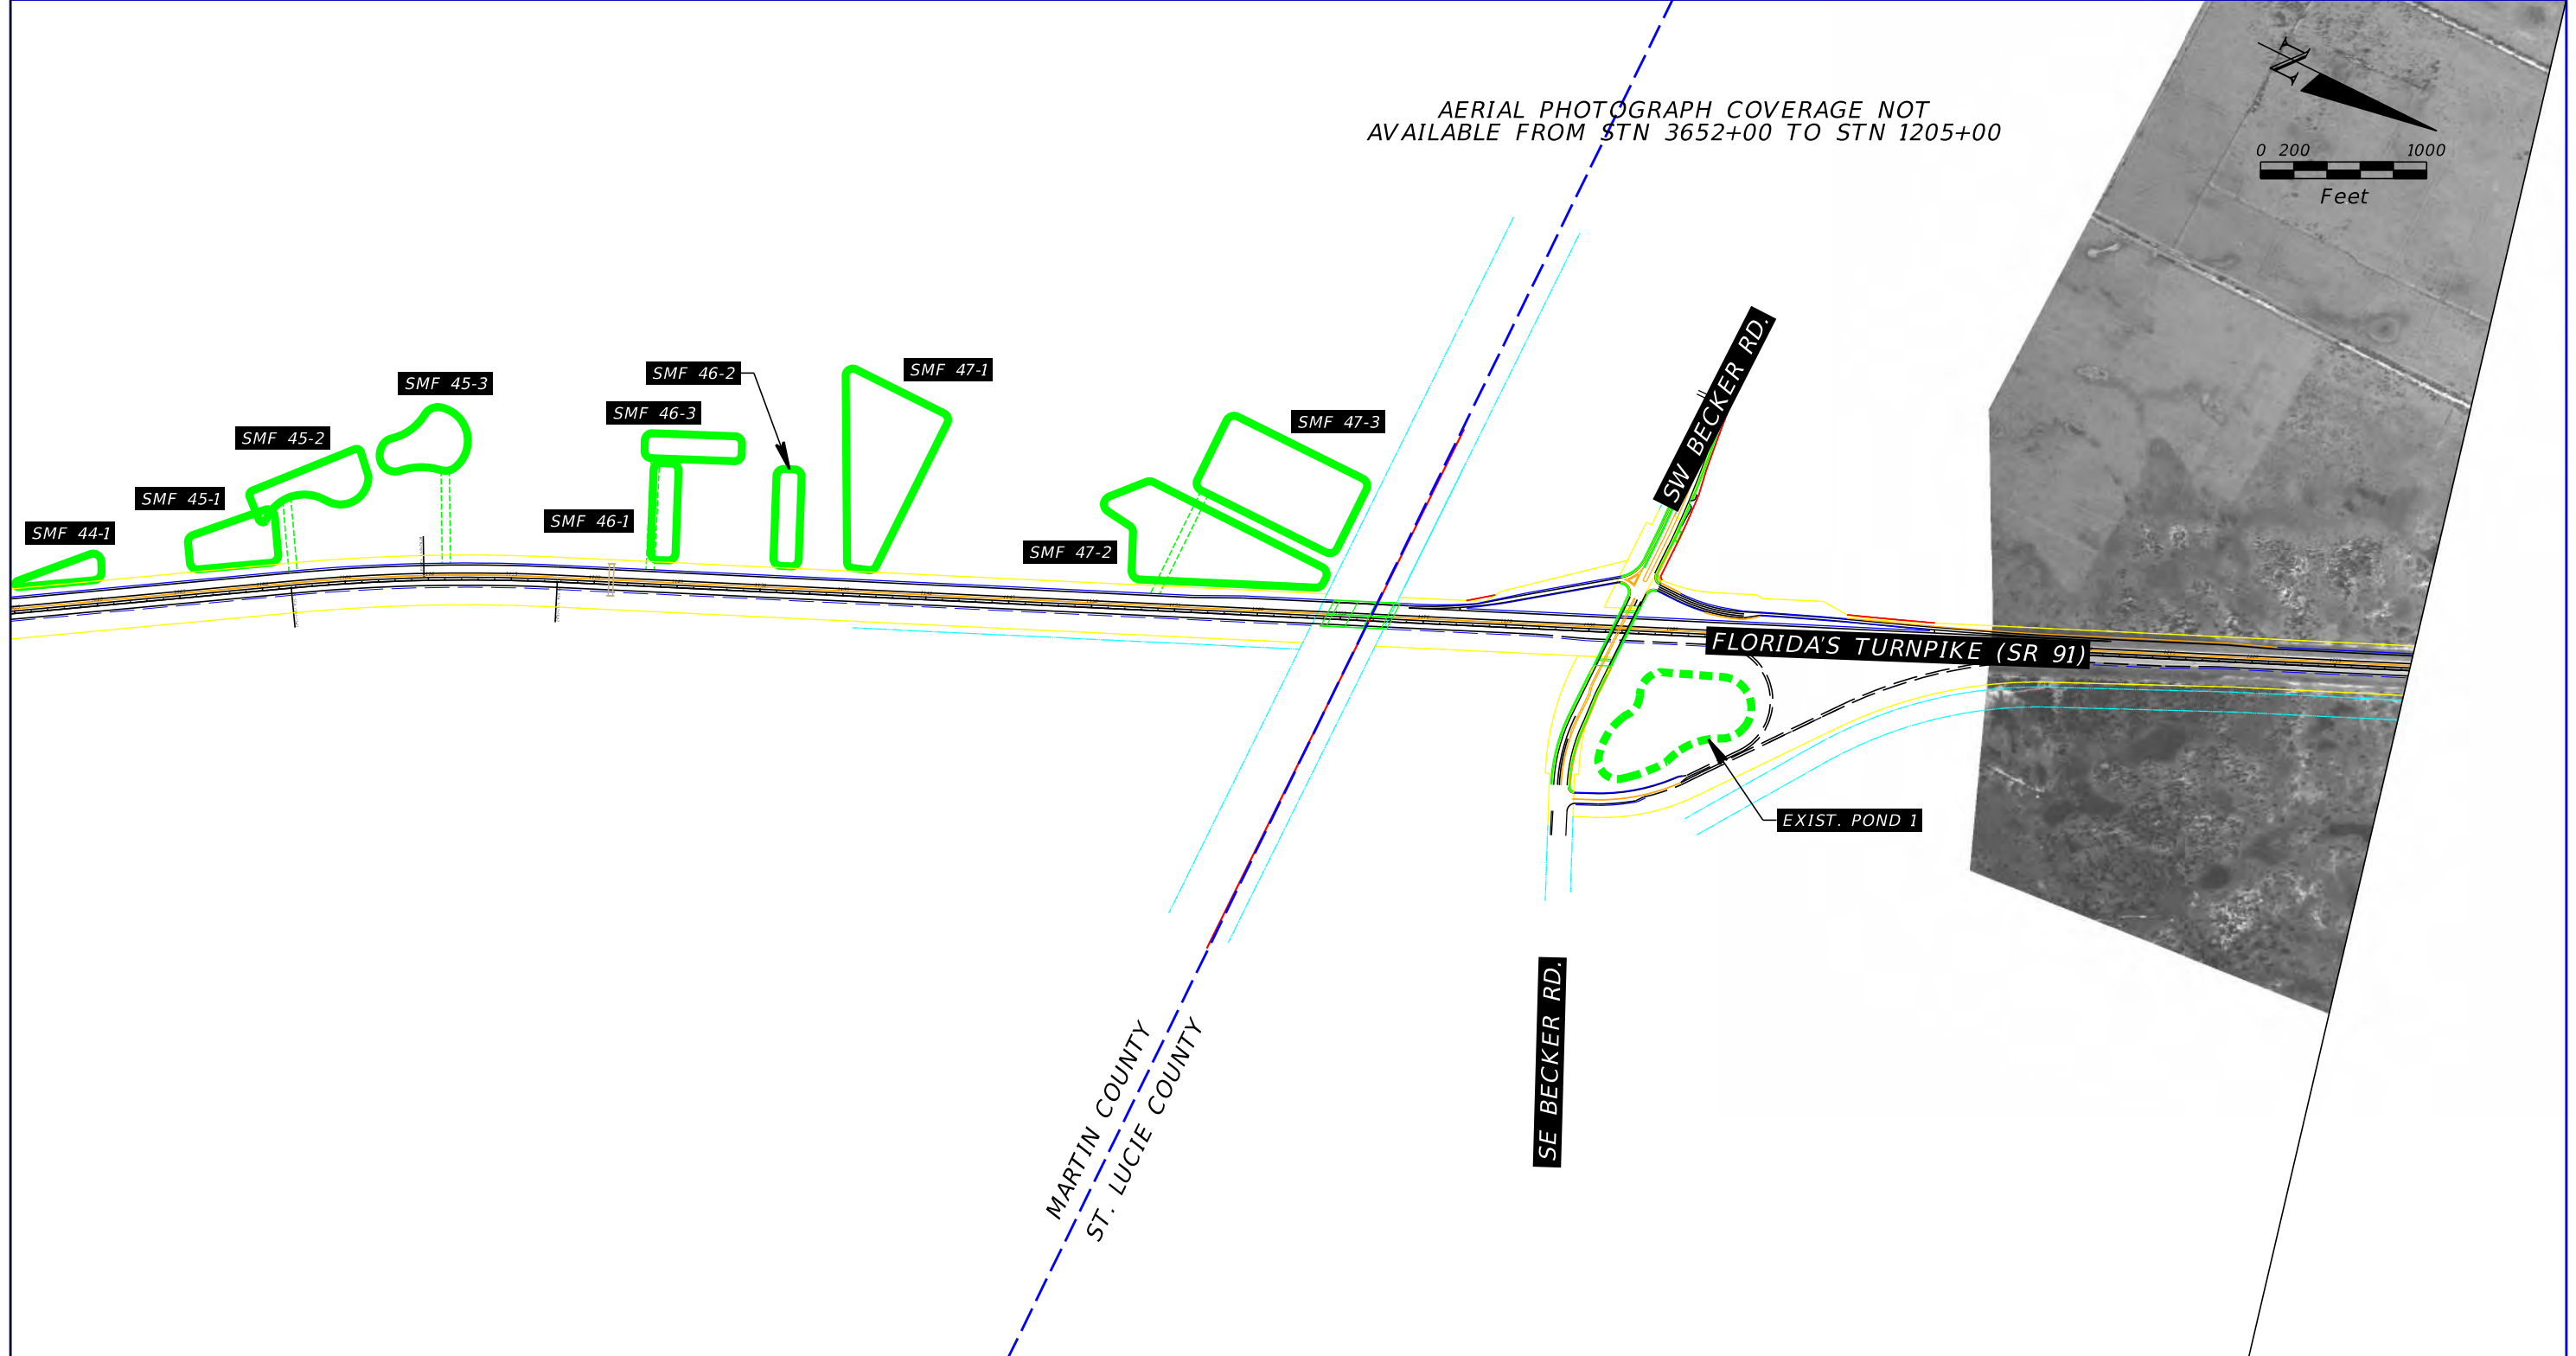 AERIAL PHOTOGRAPH COVERAGE NOT
AVAILABLE FROM STN 3652+00 TO STN 1205+00
N
0 200 1000
Feet
SMF 44-1
SMF 45-1
SMF 45-2
SMF 45-3
SMF 46-1
SMF 46-3
SMF 46-2
SMF 47-1
SMF 47-2
SMF 47-3
SW BECKER RD.
FLORIDA'S TURNPIKE (SR 91)
EXIST. POND 1
SE BECKER RD.
MARTIN COUNTY
ST. LUCIE COUNTY